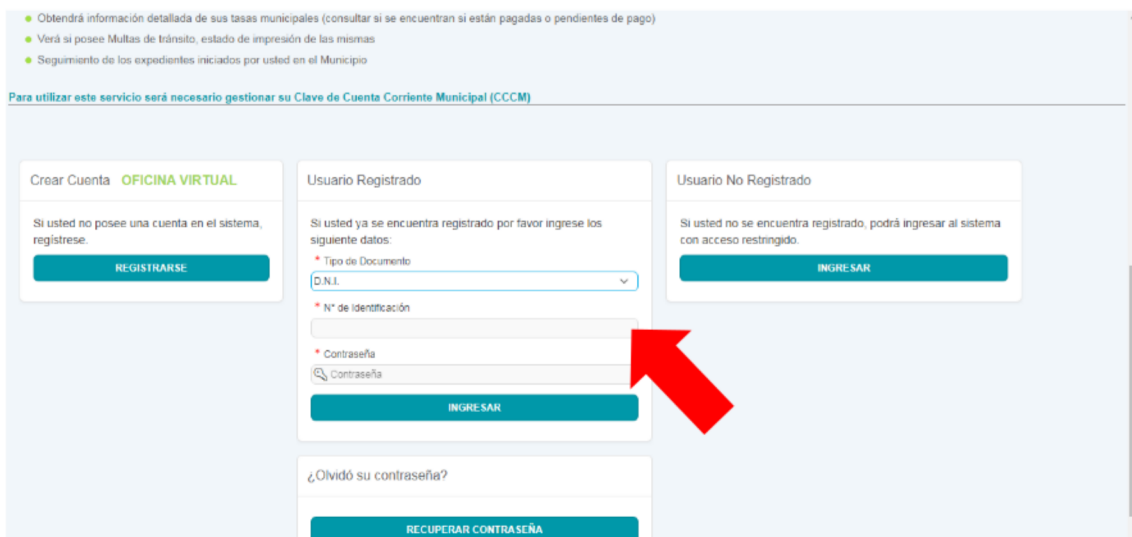 Obtendrá información detallada de sus tasas municipales (consultar si se encuentran si están pagadas o pendientes de pago)
Verá si posee Multas de tránsito, estado de impresión de las mismas
Seguimiento de los expedientes iniciados por usted en el Municipio
Para utilizar este servicio será necesario gestionar su Clave de Cuenta Corriente Municipal (CCCM)
Crear Cuenta OFICINA VIRTUAL
Si usted no posee una cuenta en el sistema,
regístrese.
REGISTRARSE
Usuario Registrado
Si usted ya se encuentra registrado por favor ingrese los
siguiente datos:
* Tipo de Documento
D.N.I.
* N° de Identificación
* Contraseña
Contraseña
INGRESAR
¿Olvidó su contraseña?
RECUPERAR CONTRASEÑA
Usuario No Registrado
Si usted no se encuentra registrado, podrá ingresar al sistema
con acceso restringido.
INGRESAR